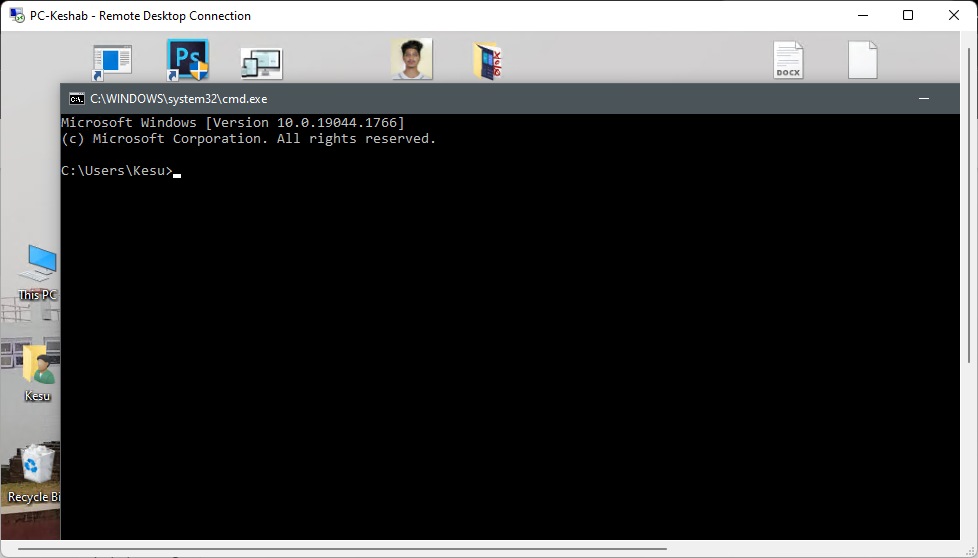 PC-Keshab - Remote Desktop Connection
Ps
DOCX
C:\WINDOWS\system32\cmd.exe
Microsoft Windows [Version 10.0.19044.1766]
(c) Microsoft Corporation. All rights reserved.
C:\Users\Kesu>
This PC
Kesu
Recycle Bi